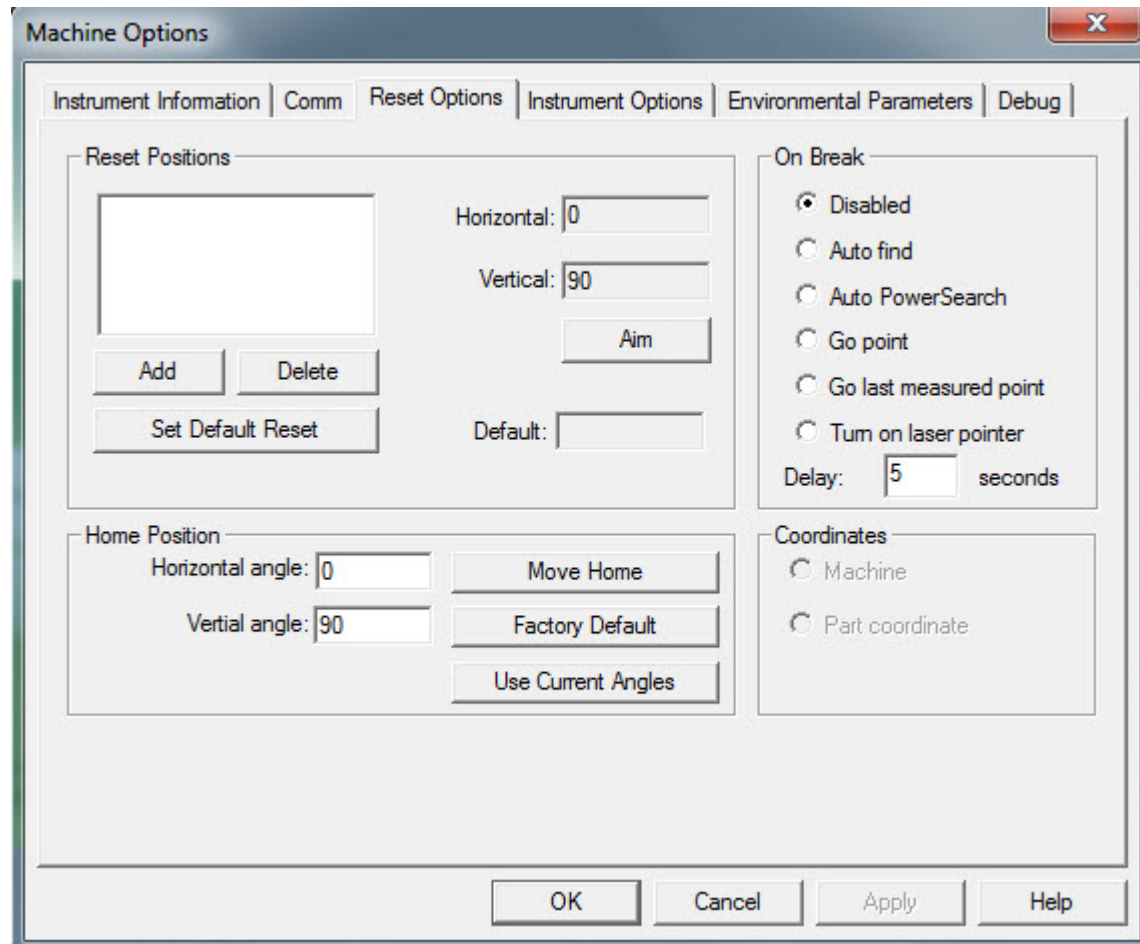 Machine Options
Instrument Information
Comm
Reset Options
Instrument Options
Environmental Parameters
Debug
Reset Positions
Horizontal: 0
Vertical: 90
Aim
Add
Delete
Set Default Reset
Default:
On Break
Disabled
Auto find
Auto PowerSearch
Go point
Go last measured point
Turn on laser pointer
Delay: 5 seconds
Home Position
Horizontal angle: 0
Move Home
Vertial angle: 90
Factory Default
Use Current Angles
Coordinates
Machine
Part coordinate
OK
Cancel
Apply
Help